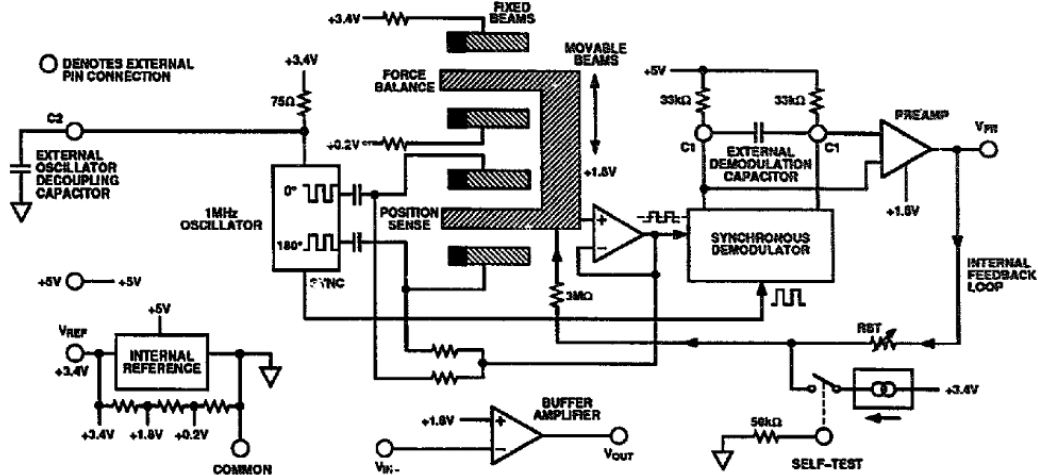 +3.4V
FIXED
BEAMS
DENOTES EXTERNAL
PIN CONNECTION
+3.4V
75Ω
FORCE
BALANCE
MOVABLE
BEAMS
+5V
33kΩ
33kΩ
PREAMP
C2
EXTERNAL
OSCILLATOR
DECOUPLING
CAPACITOR
+0.2V
C1
C1
EXTERNAL
DEMODULATION
CAPACITOR
+1.8V
+1.8V
0°
1MHz
OSCILLATOR
180°
SYNC
POSITION
SENSE
SYNCHRONOUS
DEMODULATOR
INTERNAL
FEEDBACK
LOOP
3MΩ
+5V
+5V
+5V
VREF
+3.4V
INTERNAL
REFERENCE
+3.4V
+1.8V
+0.2V
COMMON
+1.8V
VIN-
BUFFER
AMPLIFIER
VOUT
+3.4V
50kΩ
SELF-TEST